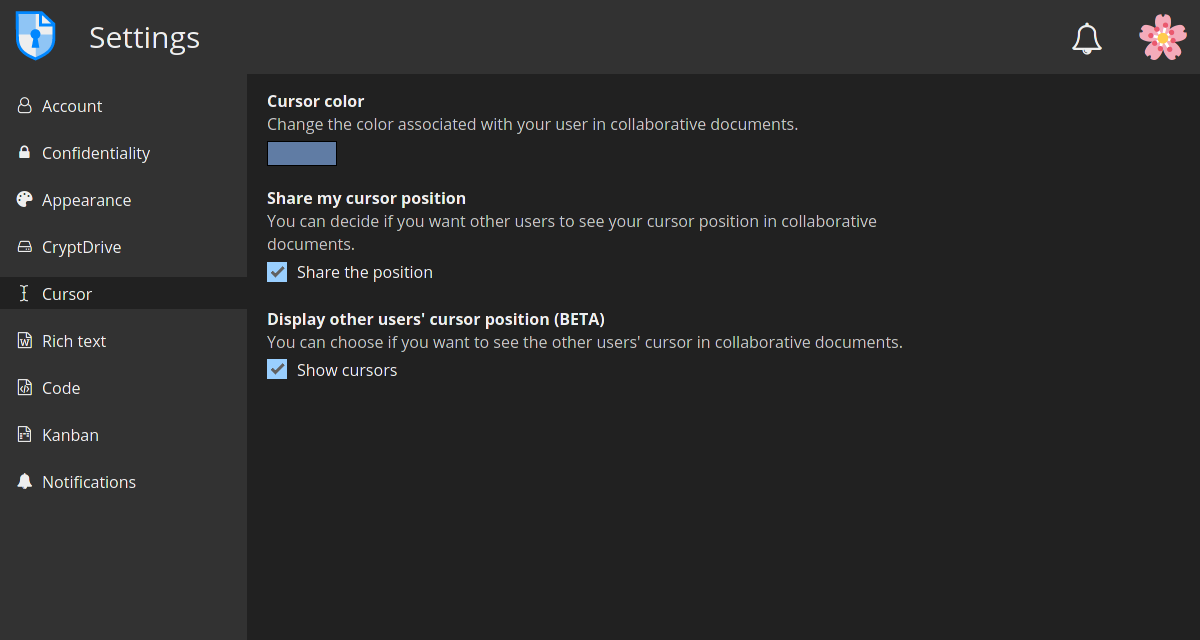 Settings
Account
Confidentiality
Appearance
CryptDrive
Cursor
Rich text
Code
Kanban
Notifications
Cursor color
Change the color associated with your user in collaborative documents.
Share my cursor position
You can decide if you want other users to see your cursor position in collaborative
documents.
Share the position
Display other users' cursor position (BETA)
You can choose if you want to see the other users' cursor in collaborative documents.
Show cursors